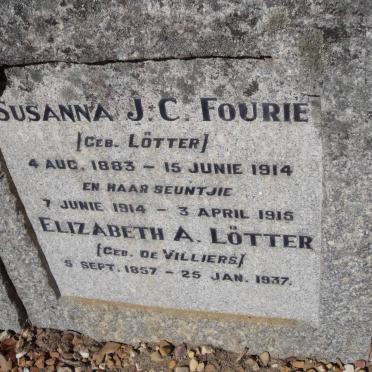 SUSANNA J. C. FOURIE
[GEB. LÖTTER]
4 AUG. 1883 - 15 JUNIE 1914
EN HAAR SEUNTJIE
7 JUNIE 1914 - 3 APRIL 1915
ELIZABETH A. LÖTTER
[GEB. DE VILLIERS]
5 SEPT. 1857 - 25 JAN. 1937.